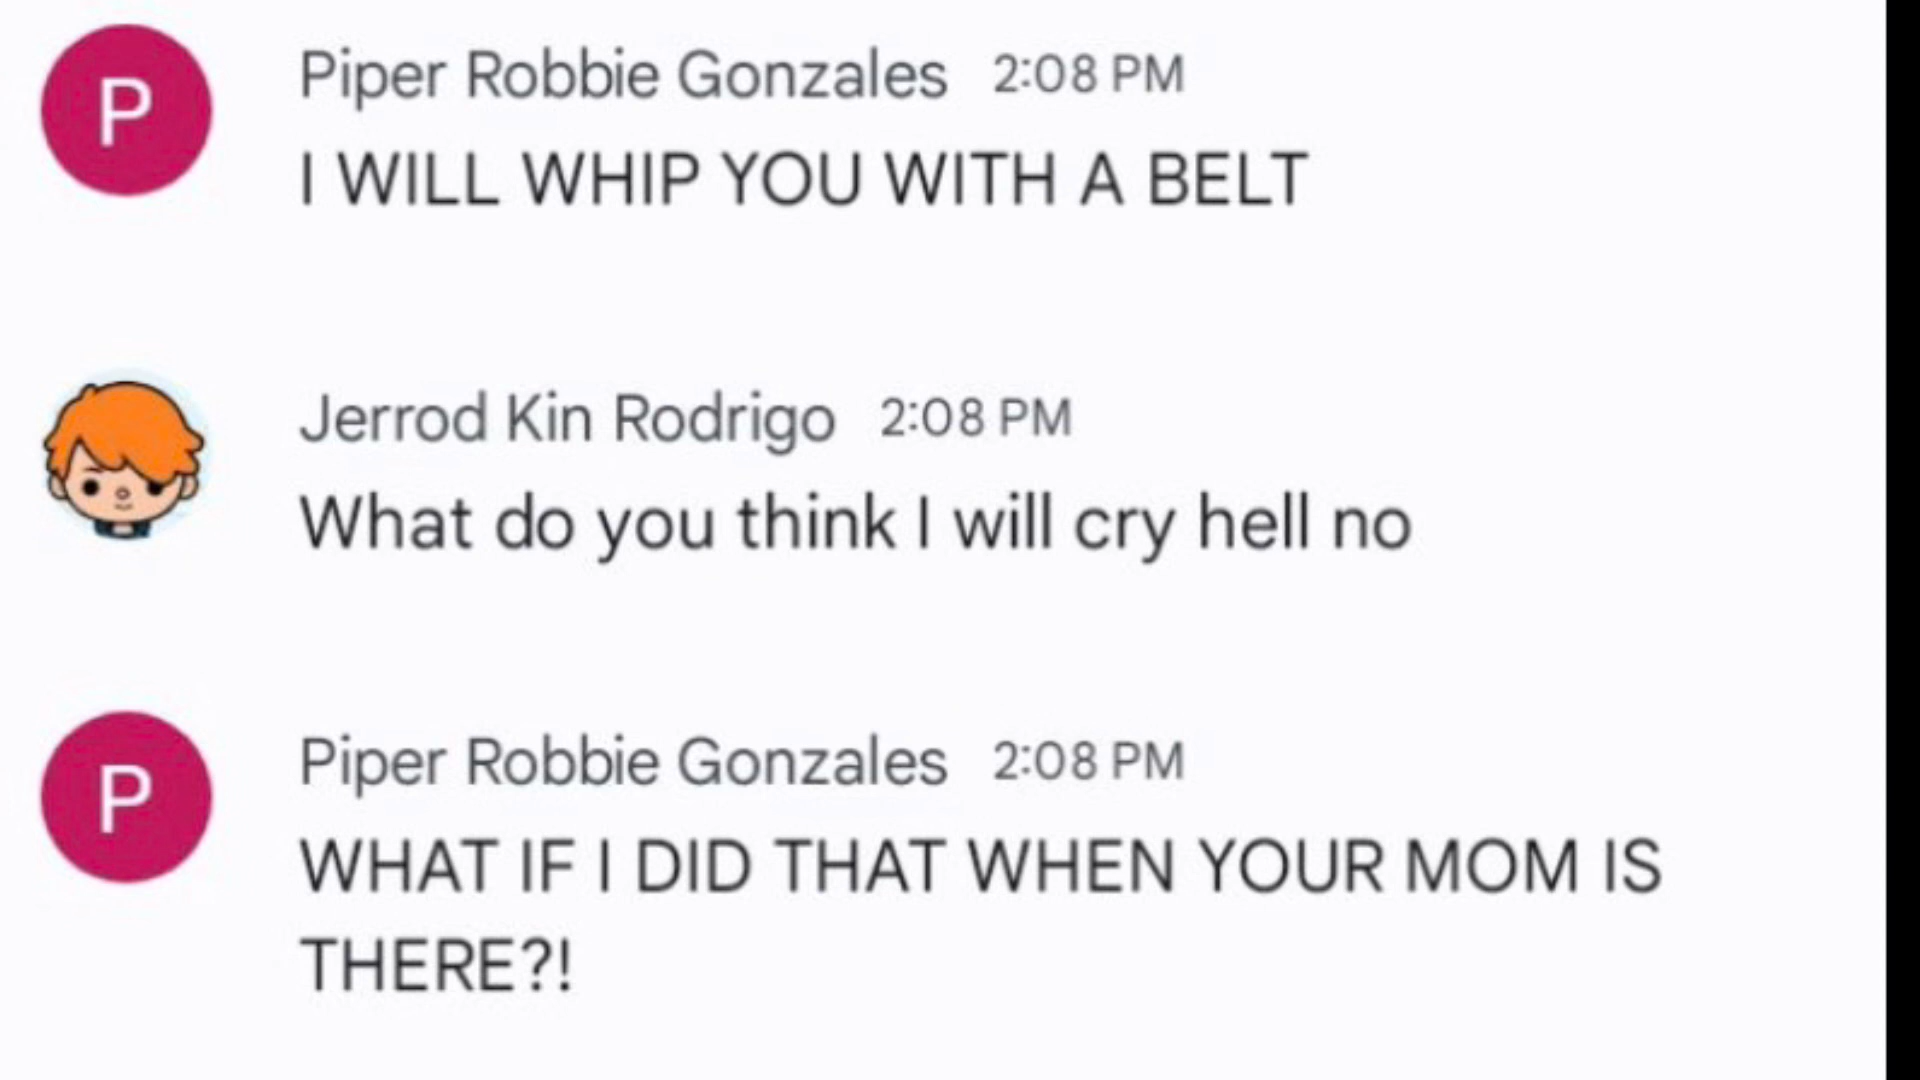 P
Piper Robbie Gonzales 2:08 PM
I WILL WHIP YOU WITH A BELT
Jerrod Kin Rodrigo 2:08 PM
What do you think I will cry hell no
P
Piper Robbie Gonzales 2:08 PM
WHAT IF I DID THAT WHEN YOUR MOM IS
THERE?!